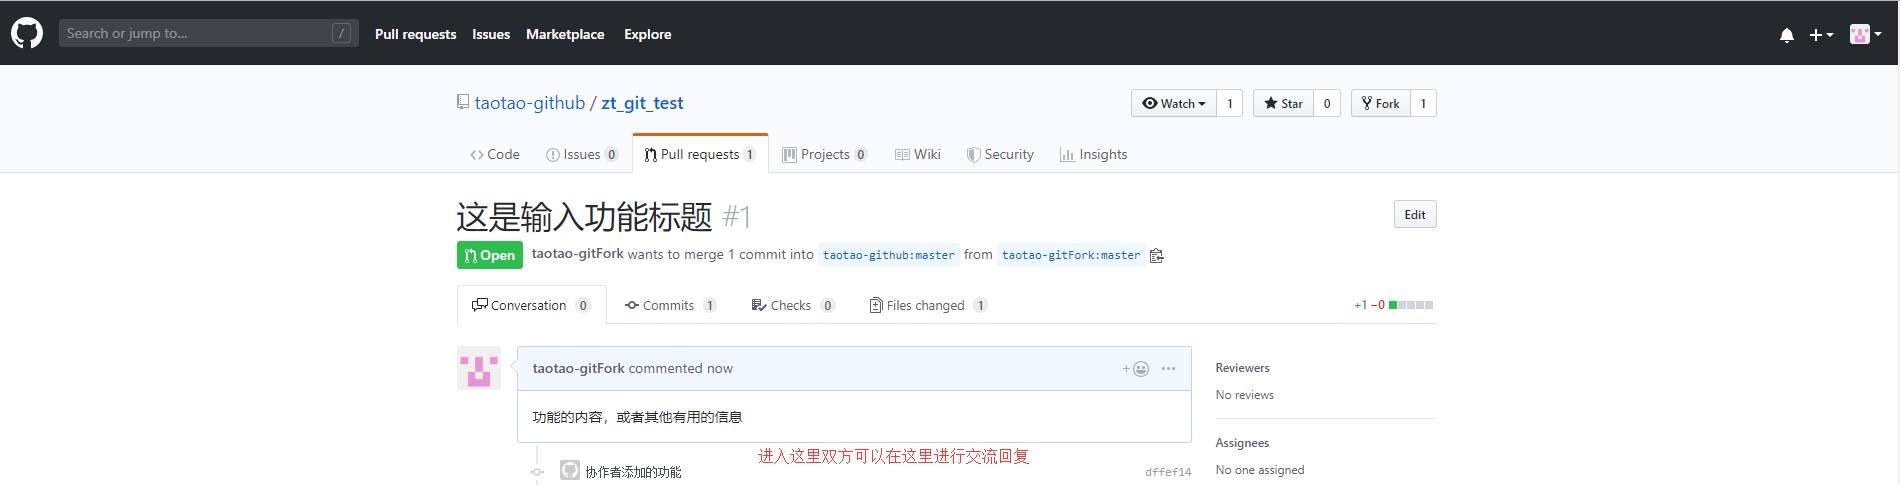 Search or jump to... /
Pull requests Issues Marketplace Explore
taotao-github / zt_git_test
Watch 1 Star 0 Fork 1
Code Issues 0 Pull requests 1 Projects 0 Wiki Security Insights
这是输入功能标题 #1
Edit
Open taotao-gitFork wants to merge 1 commit into taotao-github:master from taotao-gitFork:master
Conversation 0 Commits 1 Checks 0 Files changed 1 +1 −0
taotao-gitFork commented now
功能的内容，或者其他有用的信息
进入这里双方可以在这里进行交流回复
协作者添加的功能 dffef14
Reviewers
No reviews
Assignees
No one assigned